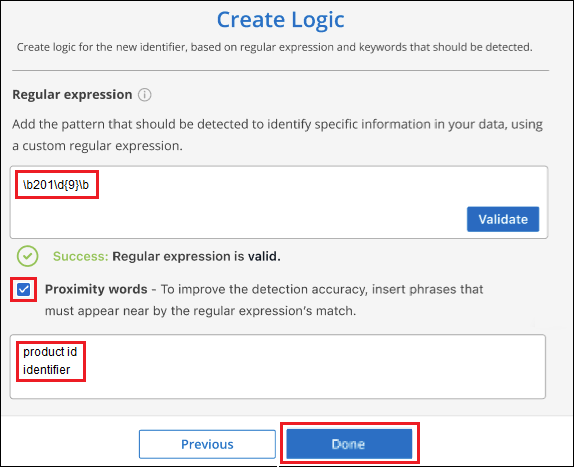 Create Logic
Create logic for the new identifier, based on regular expression and keywords that should be detected.
Regular expression
Add the pattern that should be detected to identify specific information in your data, using
a custom regular expression.
\b201\d{9}\b
Validate
Success: Regular expression is valid.
Proximity words - To improve the detection accuracy, insert phrases that
must appear near by the regular expression's match.
product id
identifier
Previous
Done